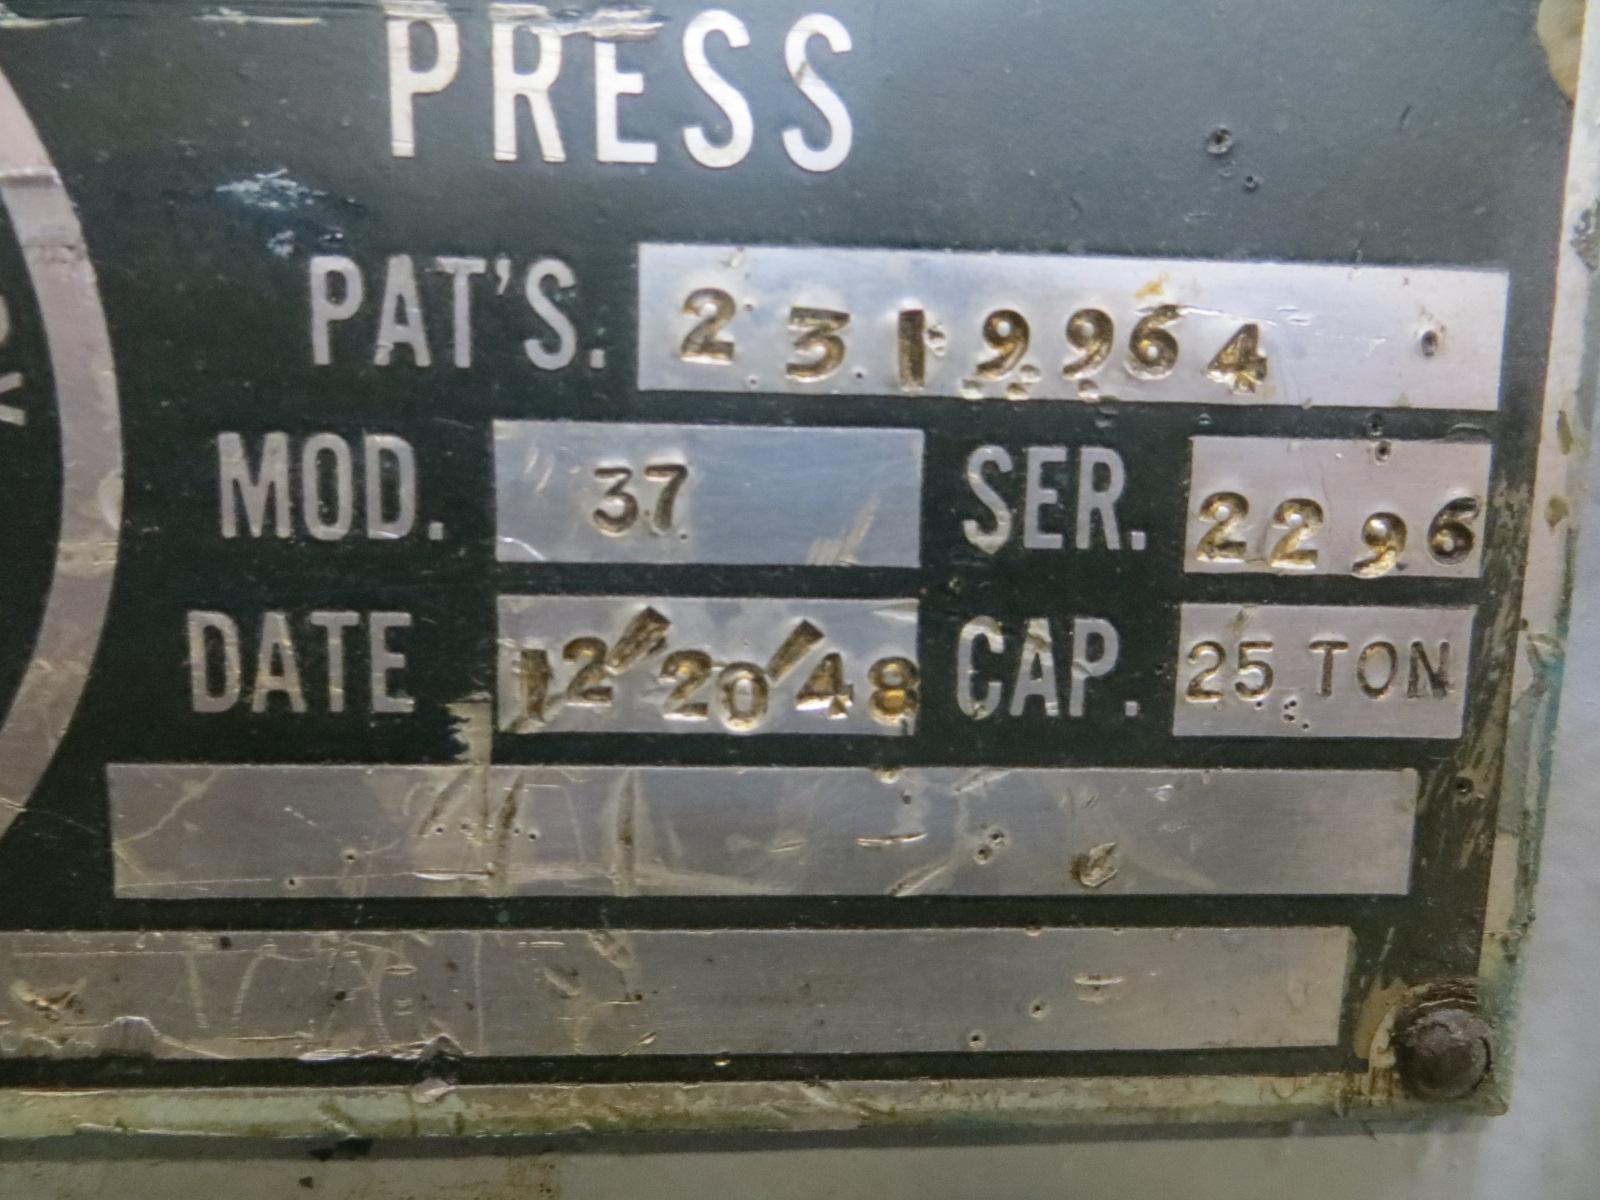 PRESS
PAT'S. 2319964
MOD. 37 SER. 2296
DATE 12/20/48 CAP. 25 TON